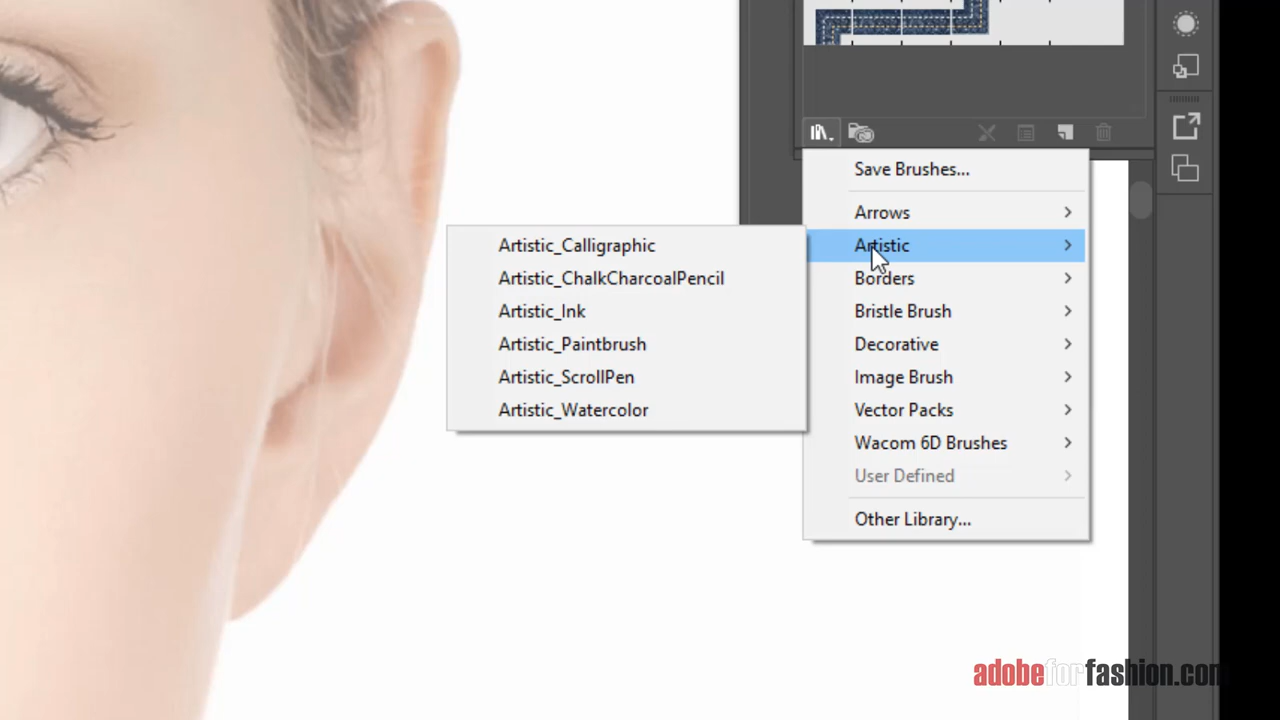 Save Brushes...
Arrows
Artistic
Borders
Bristle Brush
Decorative
Image Brush
Vector Packs
Wacom 6D Brushes
User Defined
Other Library...
Artistic_Calligraphic
Artistic_ChalkCharcoalPencil
Artistic_Ink
Artistic_Paintbrush
Artistic_ScrollPen
Artistic_Watercolor
adobeforfashion.com